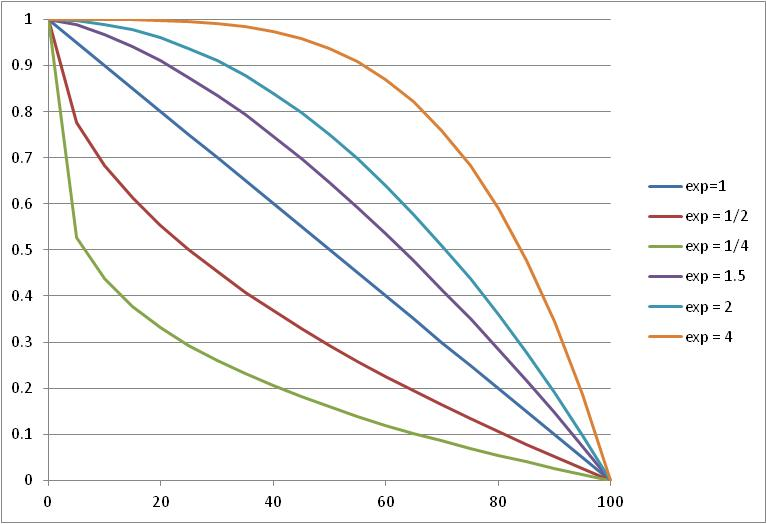 1
0.9
0.8
0.7
0.6
0.5
0.4
0.3
0.2
0.1
0
0 20 40 60 80 100
exp=1
exp = 1/2
exp = 1/4
exp = 1.5
exp = 2
exp = 4